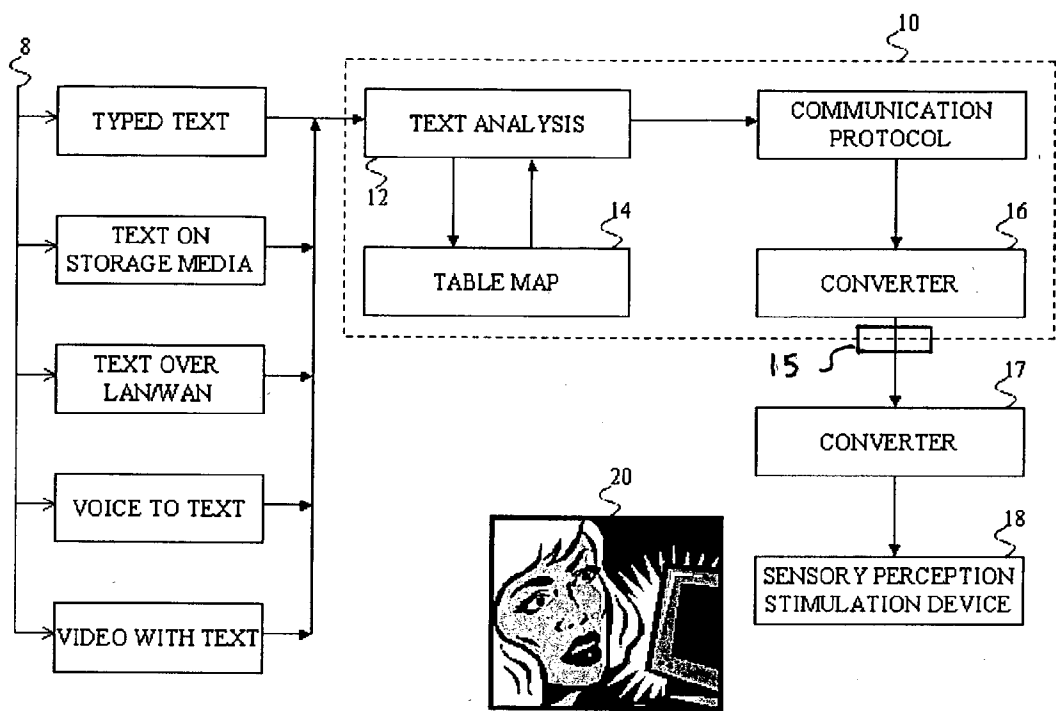 8
10
TYPED TEXT
TEXT ANALYSIS
COMMUNICATION
PROTOCOL
12
14
16
TEXT ON
STORAGE MEDIA
TABLE MAP
CONVERTER
15
TEXT OVER
LAN/WAN
17
CONVERTER
VOICE TO TEXT
20
18
SENSORY PERCEPTION
STIMULATION DEVICE
VIDEO WITH TEXT